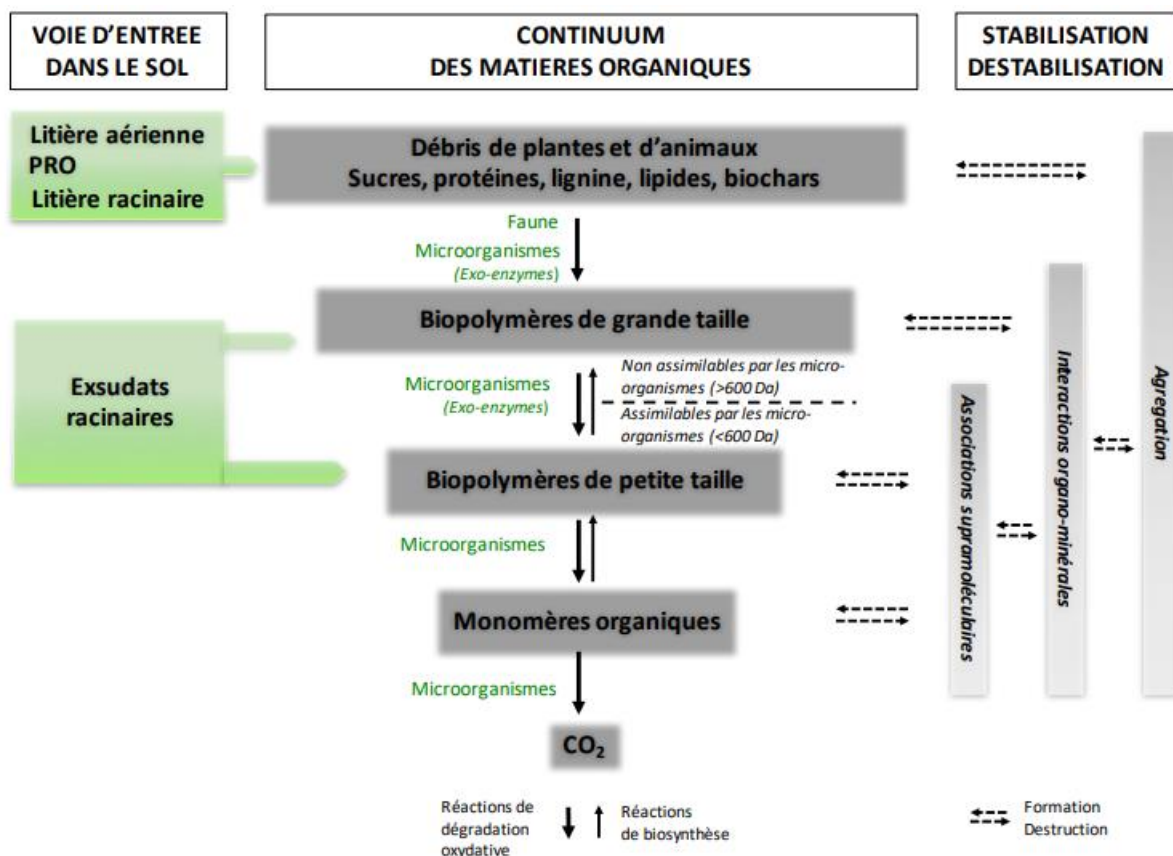 VOIE D'ENTREE
DANS LE SOL
CONTINUUM
DES MATIERES ORGANIQUES
STABILISATION
DESTABILISATION
Litière aérienne
PRO
Litière racinaire
Débris de plantes et d'animaux
Sucres, protéines, lignine, lipides, biochars
Faune
Microorganismes
(Exo-enzymes)
Biopolymères de grande taille
Exsudats
racinaires
Microorganismes
(Exo-enzymes)
Non assimilables par les micro-
organismes (>600 Da)
Assimilables par les micro-
organismes (<600 Da)
Biopolymères de petite taille
Microorganismes
Monomères organiques
Microorganismes
CO₂
Associations supramoléculaires
Interactions organo-minérales
Agregation
Réactions de
dégradation
oxydative
Réactions
de biosynthèse
Formation
Destruction